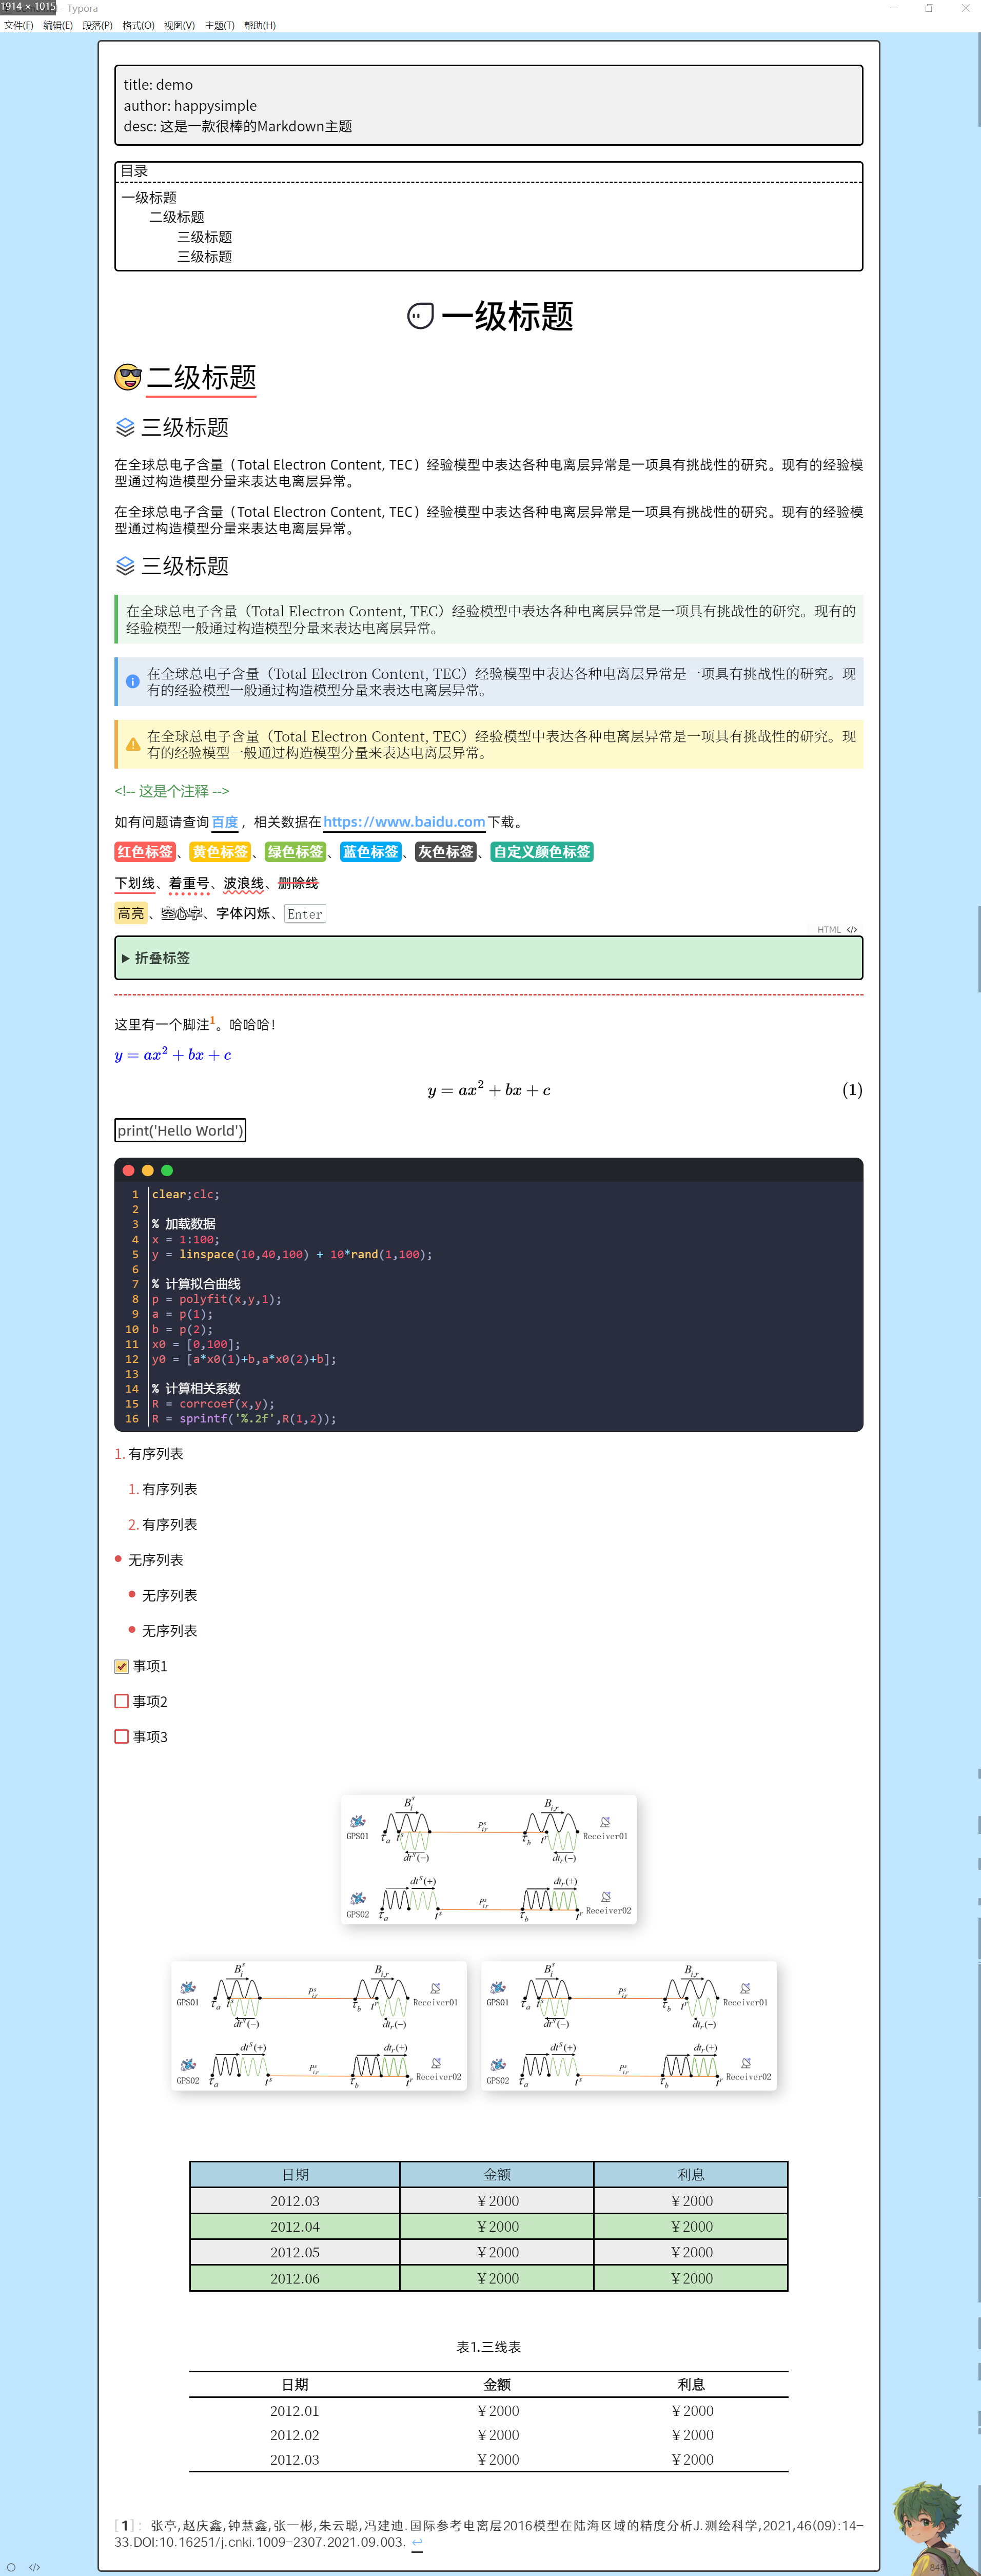 1914 × 1015
- Typora
文件(F) 编辑(E) 段落(P) 格式(O) 视图(V) 主题(T) 帮助(H)
title: demo
author: happysimple
desc: 这是一款很棒的Markdown主题
目录
一级标题
二级标题
三级标题
三级标题
一级标题
二级标题
三级标题
在全球总电子含量（Total Electron Content, TEC）经验模型中表达各种电离层异常是一项具有挑战性的研究。现有的经验模
型通过构造模型分量来表达电离层异常。
在全球总电子含量（Total Electron Content, TEC）经验模型中表达各种电离层异常是一项具有挑战性的研究。现有的经验模
型通过构造模型分量来表达电离层异常。
三级标题
在全球总电子含量（Total Electron Content, TEC）经验模型中表达各种电离层异常是一项具有挑战性的研究。现有的
经验模型一般通过构造模型分量来表达电离层异常。
在全球总电子含量（Total Electron Content, TEC）经验模型中表达各种电离层异常是一项具有挑战性的研究。现
有的经验模型一般通过构造模型分量来表达电离层异常。
在全球总电子含量（Total Electron Content, TEC）经验模型中表达各种电离层异常是一项具有挑战性的研究。现
有的经验模型一般通过构造模型分量来表达电离层异常。
<!-- 这是个注释 -->
如有问题请查询百度，相关数据在https://www.baidu.com下载。
红色标签、黄色标签、绿色标签、蓝色标签、灰色标签、自定义颜色标签
下划线、着重号、波浪线、删除线
高亮、空心字、字体闪烁、Enter
HTML </>
▶ 折叠标签
这里有一个脚注1。哈哈哈！
y = ax² + bx + c
y = ax² + bx + c (1)
print('Hello World')
1 clear;clc;
2
3 % 加载数据
4 x = 1:100;
5 y = linspace(10,40,100) + 10*rand(1,100);
6
7 % 计算拟合曲线
8 p = polyfit(x,y,1);
9 a = p(1);
10 b = p(2);
11 x0 = [0,100];
12 y0 = [a*x0(1)+b,a*x0(2)+b];
13
14 % 计算相关系数
15 R = corrcoef(x,y);
16 R = sprintf('%.2f',R(1,2));
1. 有序列表
1. 有序列表
2. 有序列表
无序列表
无序列表
无序列表
事项1
事项2
事项3
GPS01 Receiver01
GPS02 Receiver02
GPS01 Receiver01 GPS01 Receiver01
GPS02 Receiver02 GPS02 Receiver02
日期 金额 利息
2012.03 ￥2000 ￥2000
2012.04 ￥2000 ￥2000
2012.05 ￥2000 ￥2000
2012.06 ￥2000 ￥2000
表1.三线表
日期 金额 利息
2012.01 ￥2000 ￥2000
2012.02 ￥2000 ￥2000
2012.03 ￥2000 ￥2000
[1]: 张亭,赵庆鑫,钟慧鑫,张一彬,朱云聪,冯建迪.国际参考电离层2016模型在陆海区域的精度分析J.测绘科学,2021,46(09):14-
33.DOI:10.16251/j.cnki.1009-2307.2021.09.003. ↩